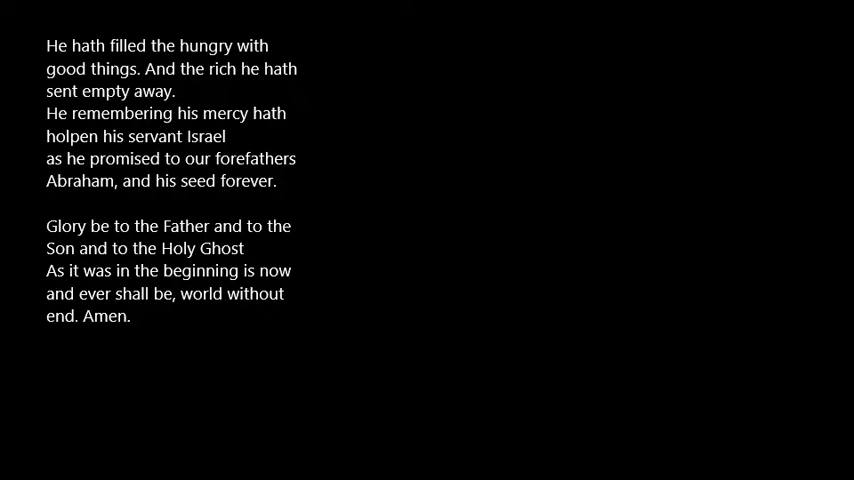 He hath filled the hungry with
good things. And the rich he hath
sent empty away.
He remembering his mercy hath
holpen his servant Israel
as he promised to our forefathers
Abraham, and his seed forever.
Glory be to the Father and to the
Son and to the Holy Ghost
As it was in the beginning is now
and ever shall be, world without
end. Amen.